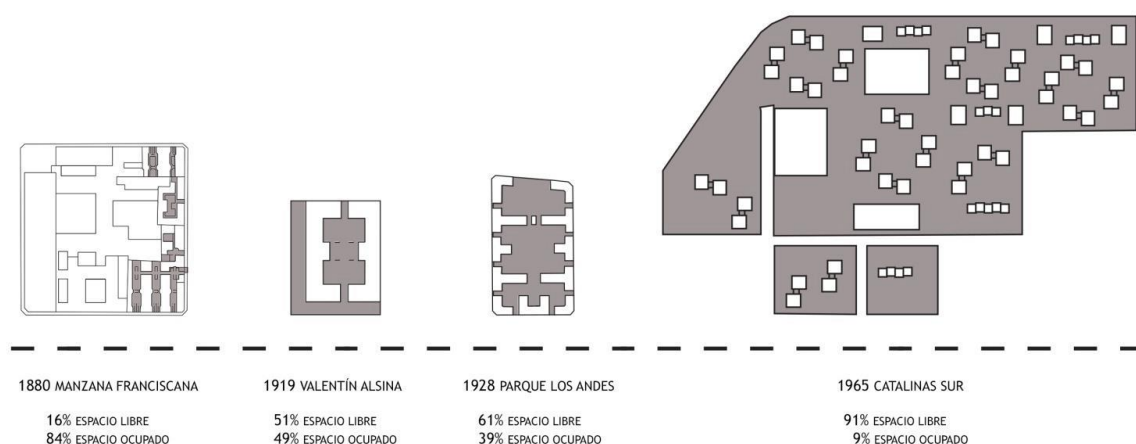 1880 MANZANA FRANCISCANA
16% ESPACIO LIBRE
84% ESPACIO OCUPADO
1919 VALENTÍN ALSINA
51% ESPACIO LIBRE
49% ESPACIO OCUPADO
1928 PARQUE LOS ANDES
61% ESPACIO LIBRE
39% ESPACIO OCUPADO
1965 CATALINAS SUR
91% ESPACIO LIBRE
9% ESPACIO OCUPADO